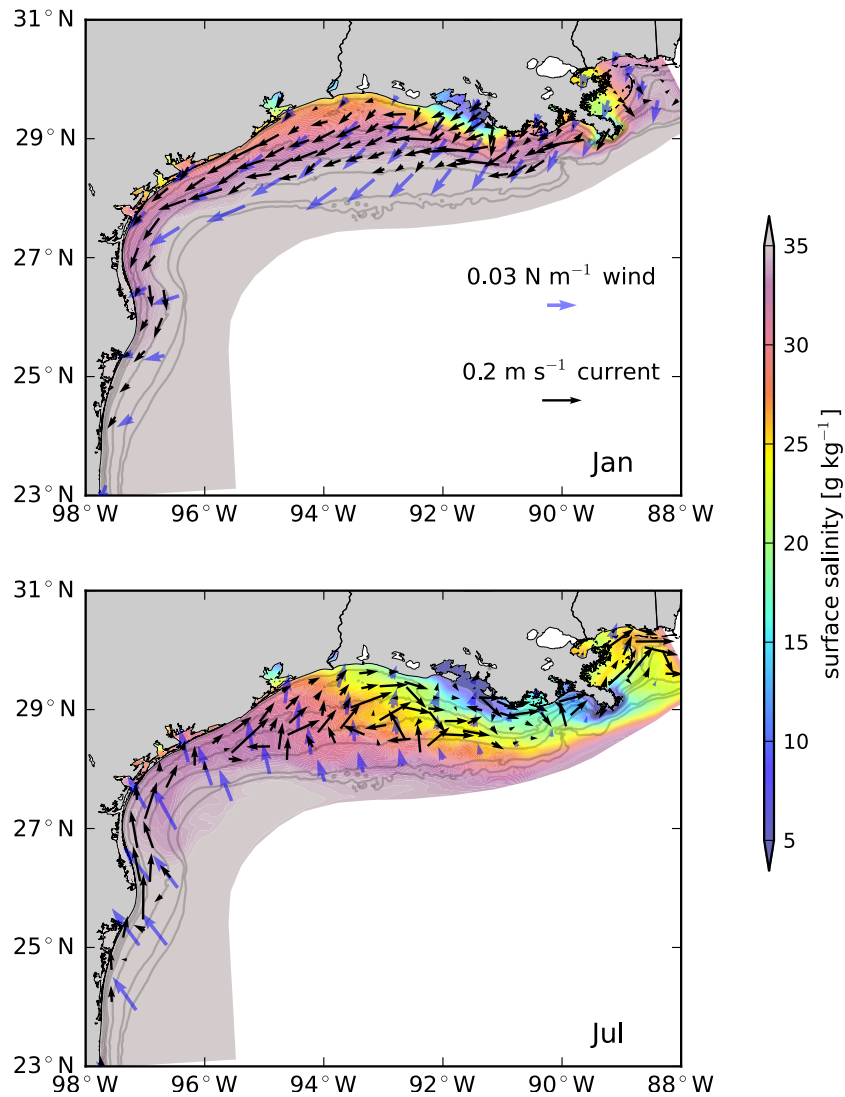 31°N
29°N
27°N
25°N
23°N
98°W 96°W 94°W 92°W 90°W 88°W
0.03 N m⁻¹ wind
0.2 m s⁻¹ current
Jan
31°N
29°N
27°N
25°N
23°N
98°W 96°W 94°W 92°W 90°W 88°W
Jul
35
30
25
20
15
10
5
surface salinity [g kg⁻¹]